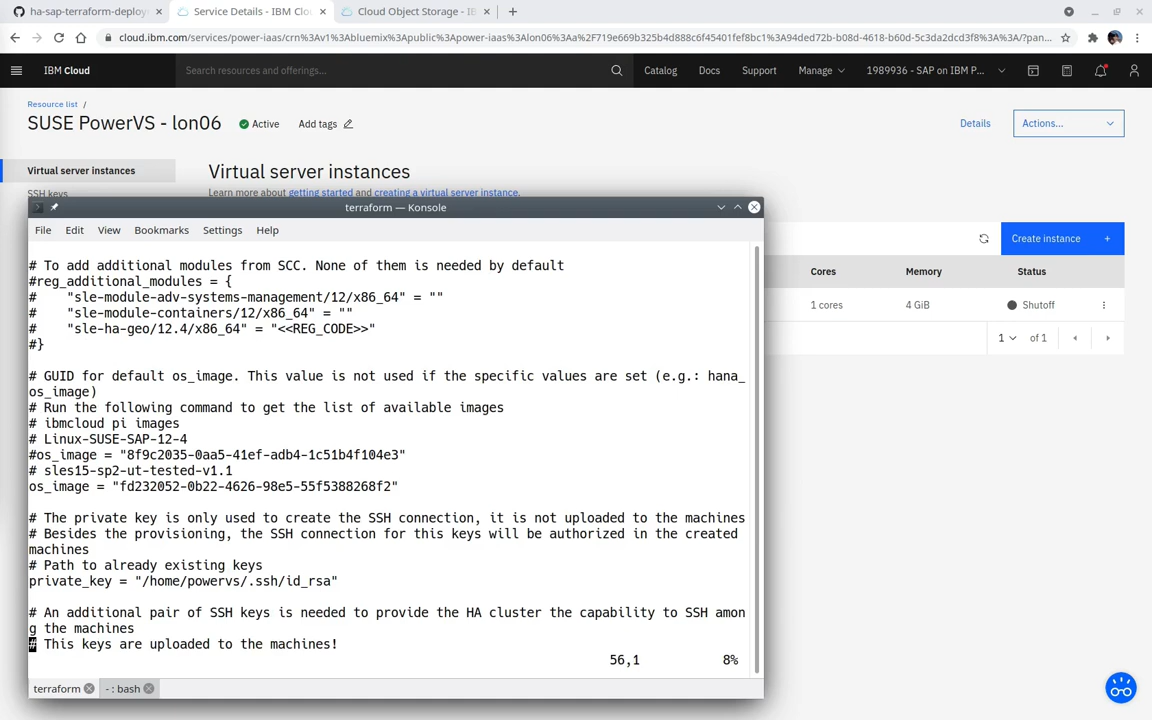 ha-sap-terraform-deploym
Service Details - IBM Clou
Cloud Object Storage - IB
cloud.ibm.com/services/power-iaas/crn%3Av1%3Abluemix%3Apublic%3Apower-iaas%3Alon06%3Aa%2F719e669b325b4d888c6f45401fef8bc1%3A94ded72b-b08d-4618-b60d-5c3da2dcd3f8%3A%3A/?pan...
IBM Cloud
Search resources and offerings...
Catalog
Docs
Support
Manage
1989936 - SAP on IBM P...
Resource list /
SUSE PowerVS - lon06
Active
Add tags
Details
Actions...
Virtual server instances
SSH keys
Virtual server instances
Learn more about getting started and creating a virtual server instance.
Create instance +
Cores
Memory
Status
1 cores
4 GiB
Shutoff
1
of 1
terraform — Konsole
File Edit View Bookmarks Settings Help
# To add additional modules from SCC. None of them is needed by default
#reg_additional_modules = {
#    "sle-module-adv-systems-management/12/x86_64" = ""
#    "sle-module-containers/12/x86_64" = ""
#    "sle-ha-geo/12.4/x86_64" = "<<REG_CODE>>"
#}
# GUID for default os_image. This value is not used if the specific values are set (e.g.: hana_
os_image)
# Run the following command to get the list of available images
# ibmcloud pi images
# Linux-SUSE-SAP-12-4
#os_image = "8f9c2035-0aa5-41ef-adb4-1c51b4f104e3"
# sles15-sp2-ut-tested-v1.1
os_image = "fd232052-0b22-4626-98e5-55f5388268f2"
# The private key is only used to create the SSH connection, it is not uploaded to the machines
# Besides the provisioning, the SSH connection for this keys will be authorized in the created
machines
# Path to already existing keys
private_key = "/home/powervs/.ssh/id_rsa"
# An additional pair of SSH keys is needed to provide the HA cluster the capability to SSH amon
g the machines
# This keys are uploaded to the machines!
56,1
8%
terraform
- : bash